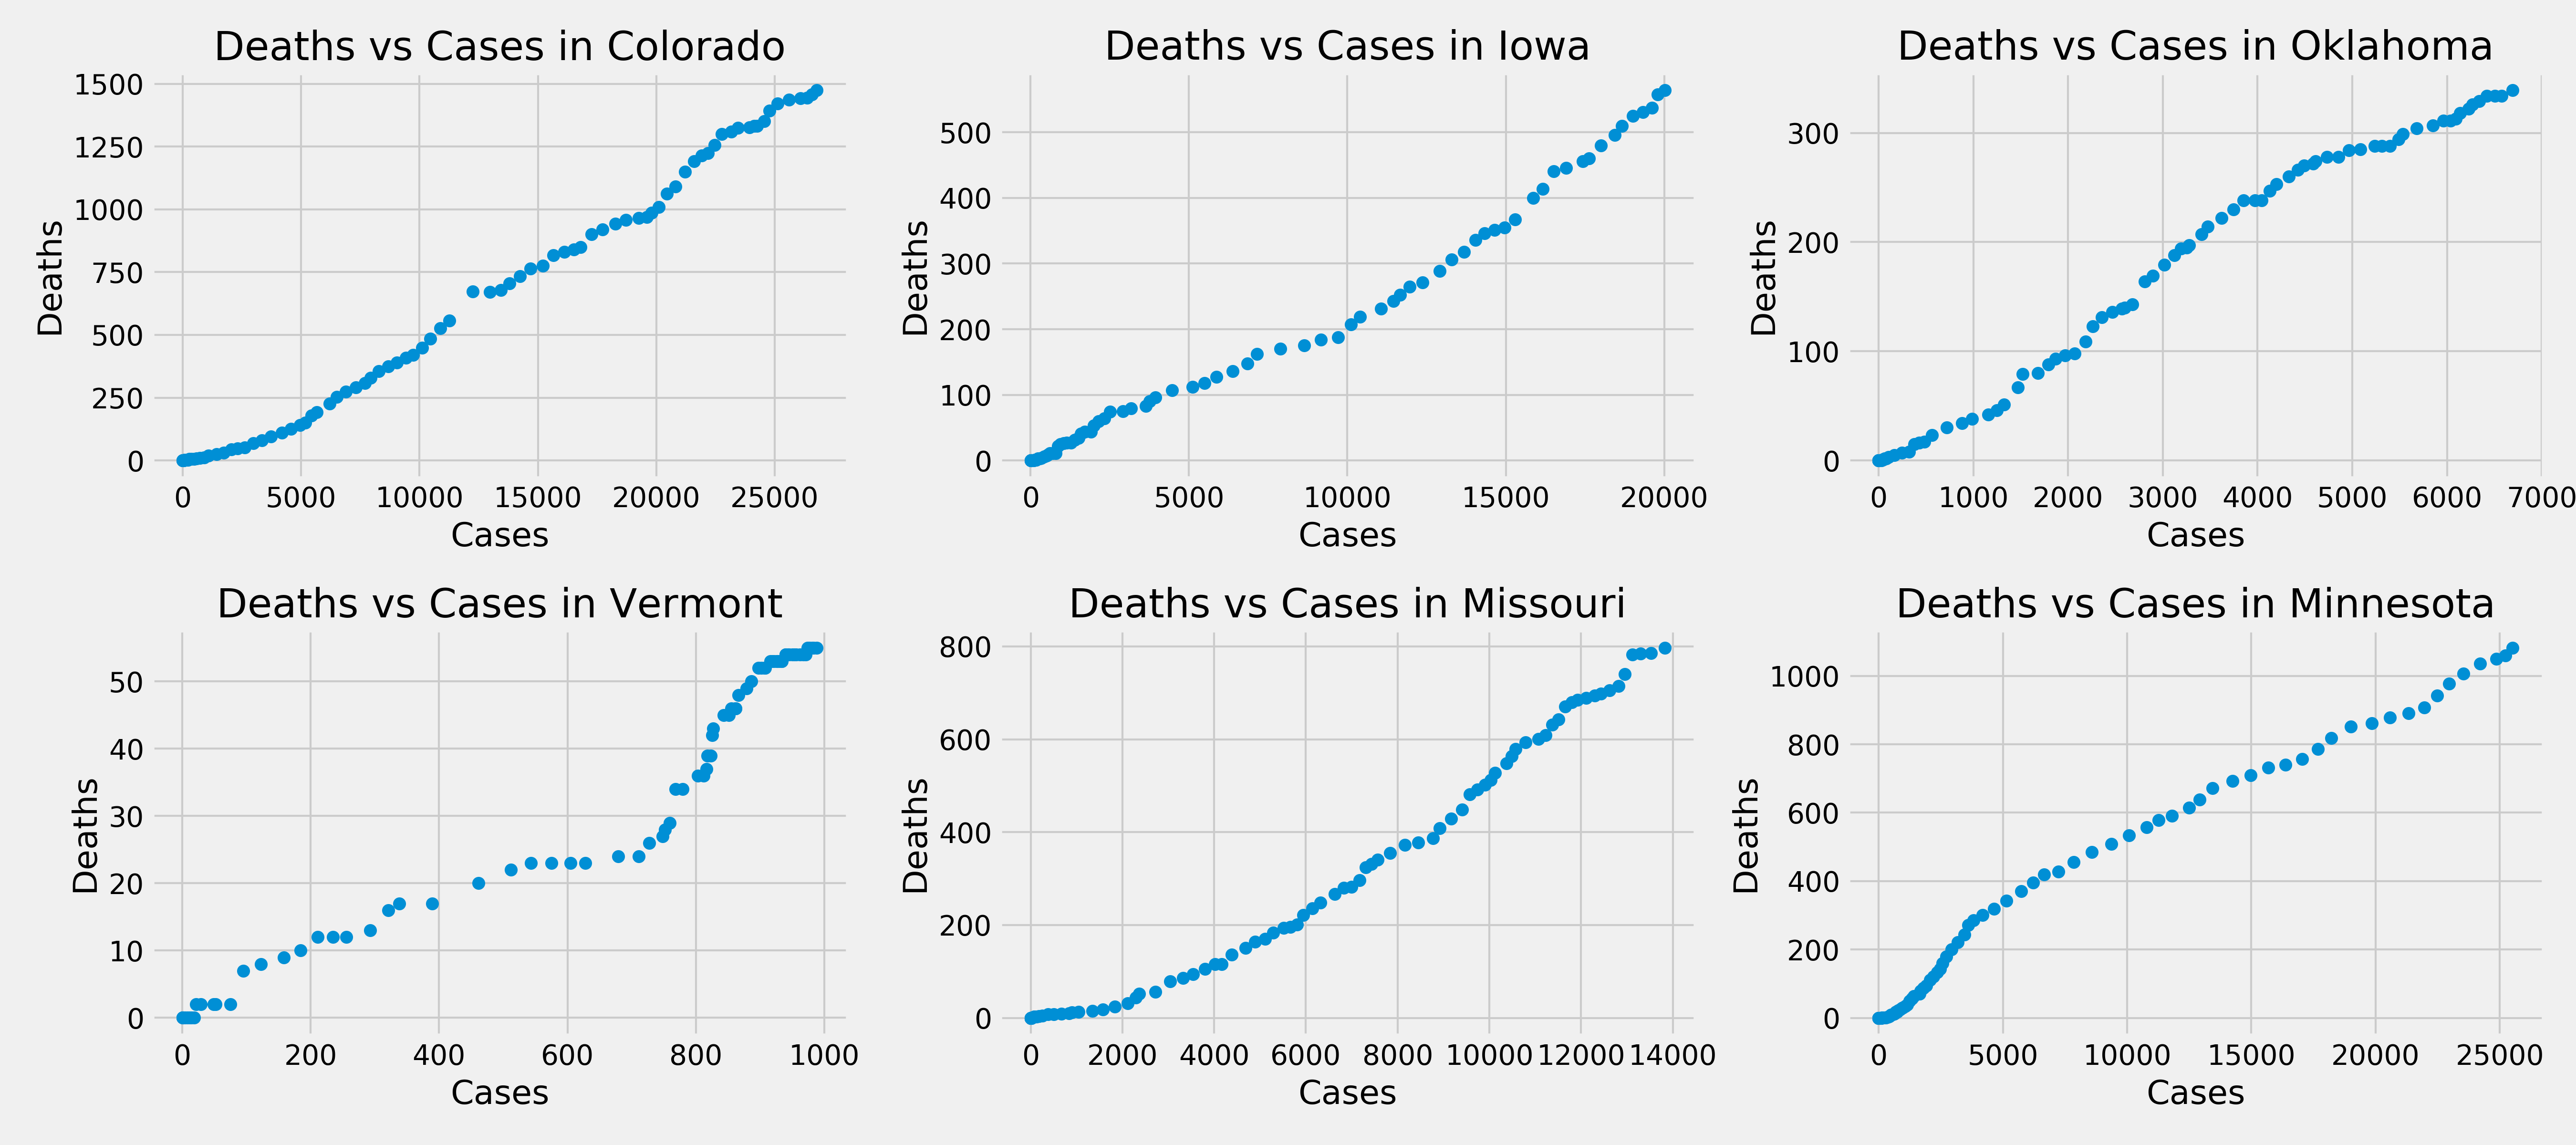 Deaths vs Cases in Colorado
1500
1250
1000
750
500
250
0
Deaths
0 5000 10000 15000 20000 25000
Cases
Deaths vs Cases in Iowa
500
400
300
200
100
0
Deaths
0 5000 10000 15000 20000
Cases
Deaths vs Cases in Oklahoma
300
200
100
0
Deaths
0 1000 2000 3000 4000 5000 6000 7000
Cases
Deaths vs Cases in Vermont
50
40
30
20
10
0
Deaths
0 200 400 600 800 1000
Cases
Deaths vs Cases in Missouri
800
600
400
200
0
Deaths
0 2000 4000 6000 8000 10000 12000 14000
Cases
Deaths vs Cases in Minnesota
1000
800
600
400
200
0
Deaths
0 5000 10000 15000 20000 25000
Cases